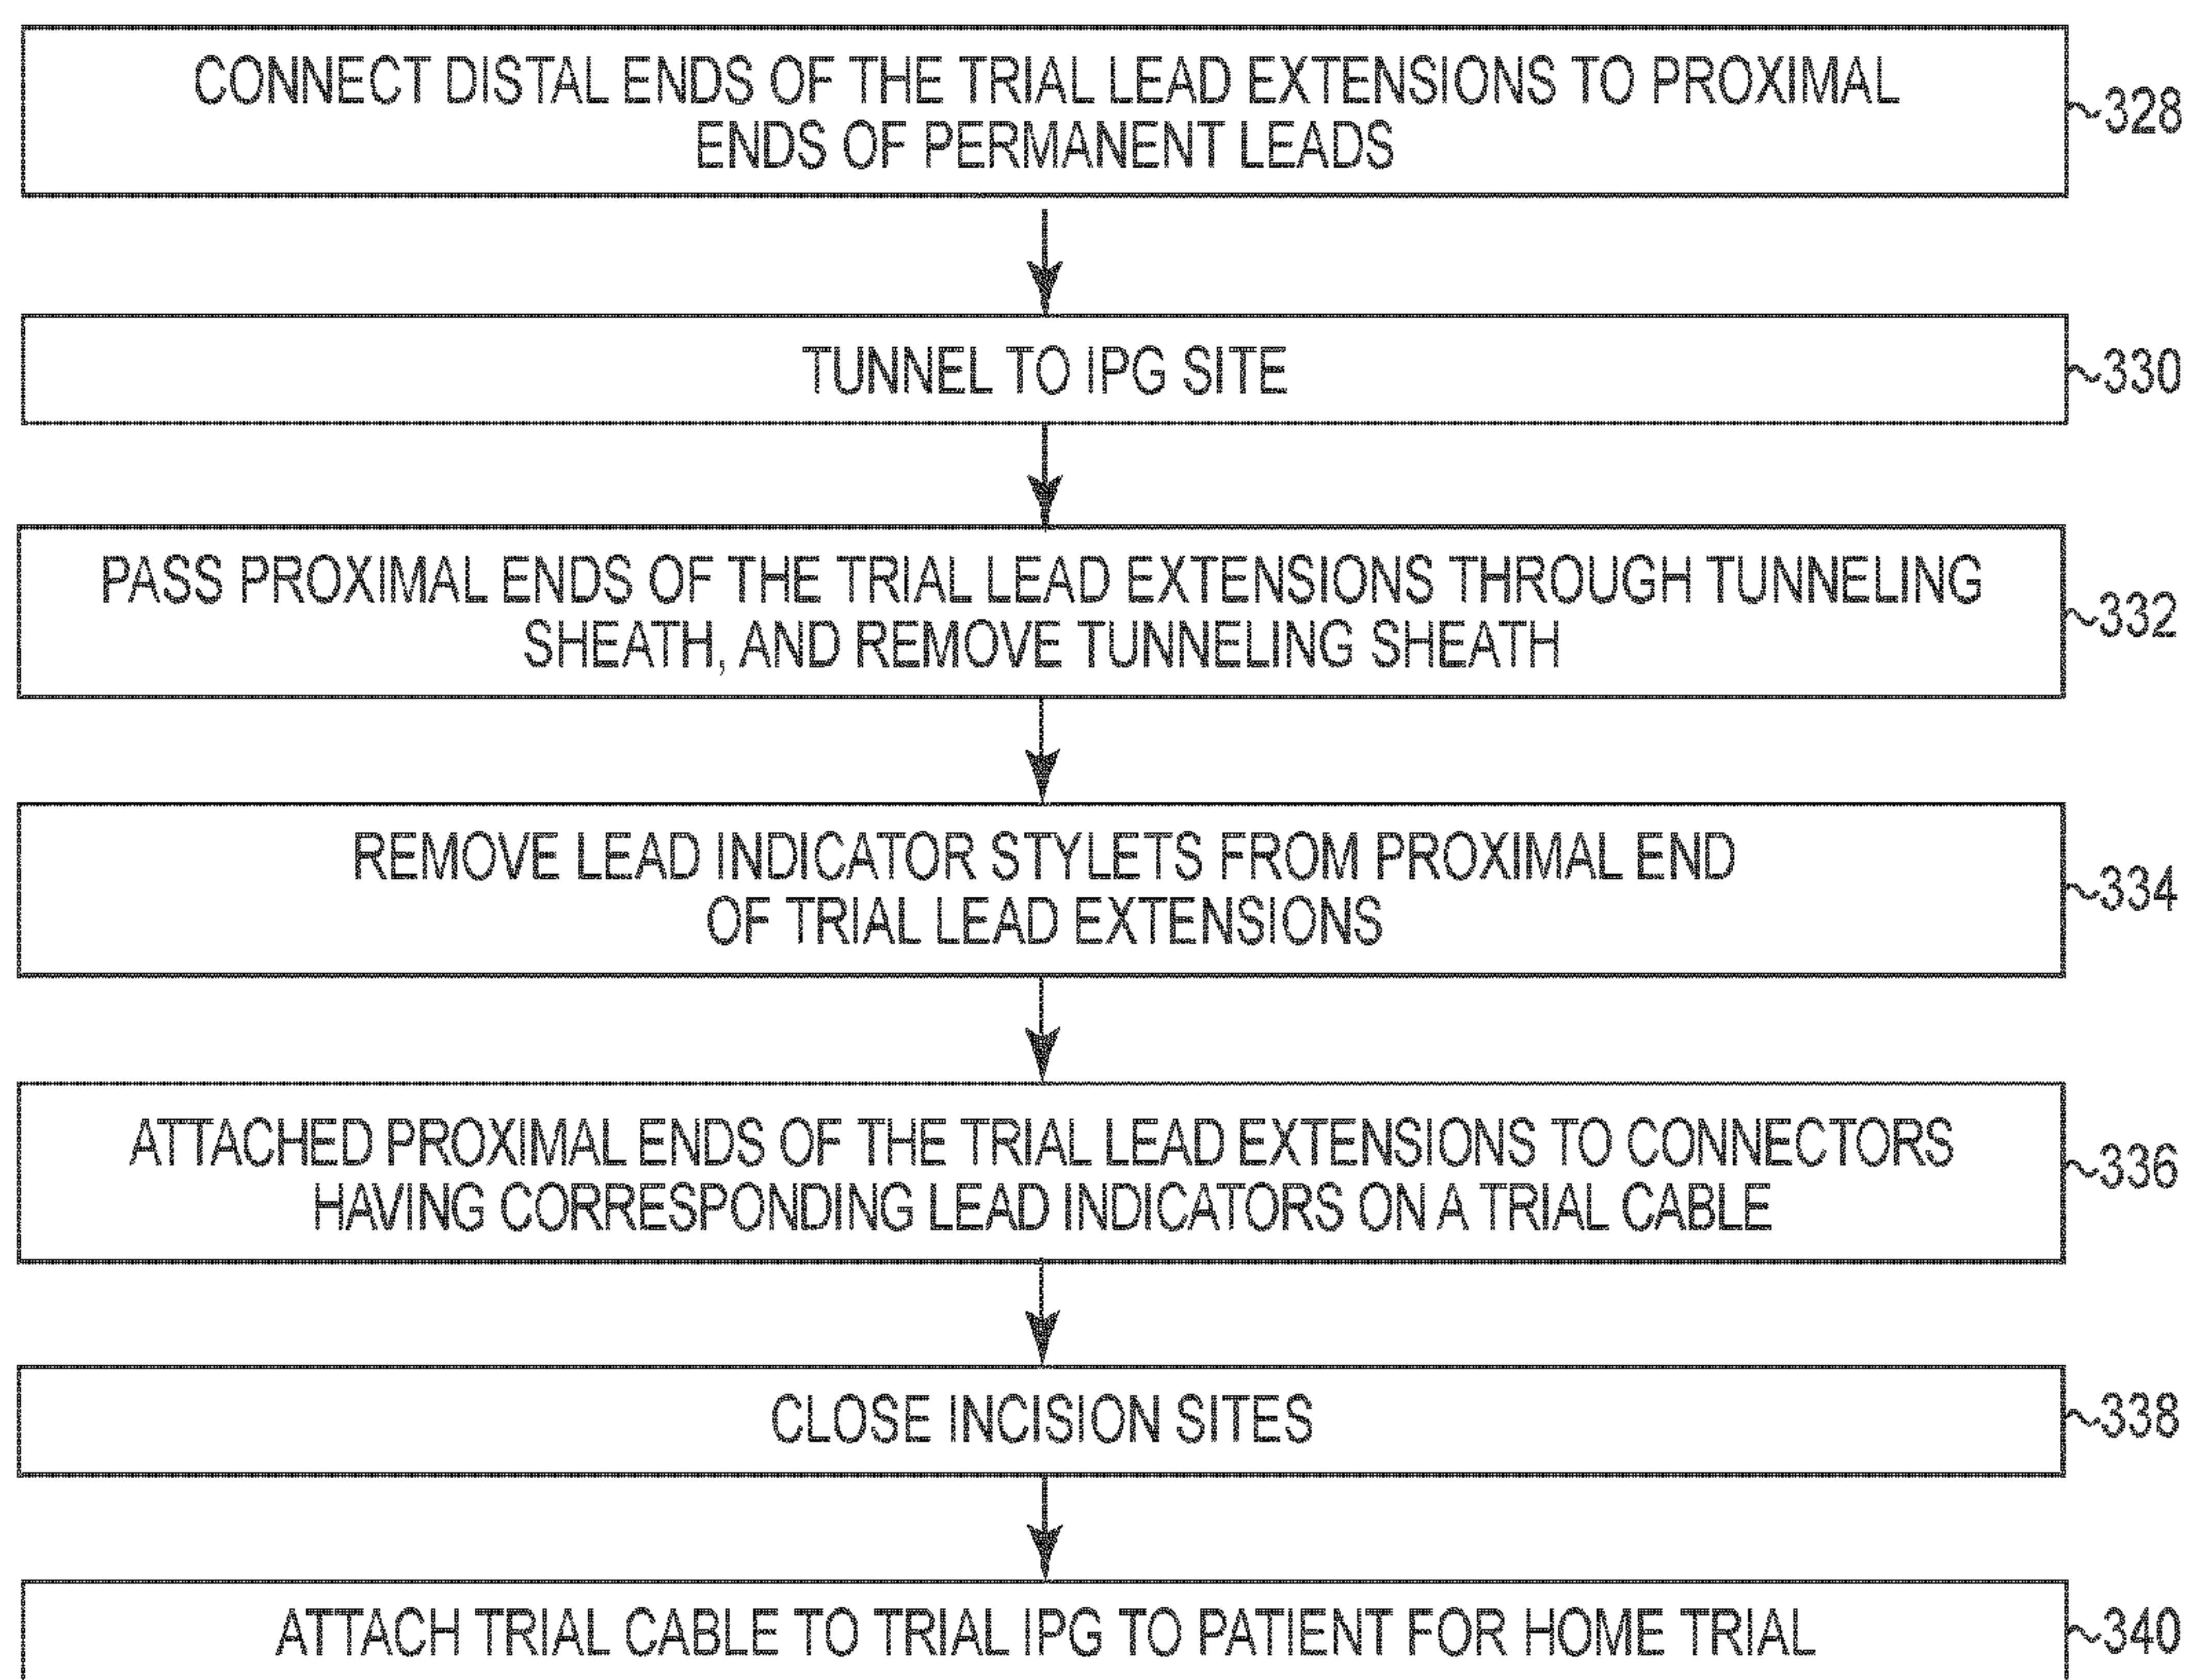 CONNECT DISTAL ENDS OF THE TRIAL LEAD EXTENSIONS TO PROXIMAL
ENDS OF PERMANENT LEADS
328
TUNNEL TO IPG SITE
330
PASS PROXIMAL ENDS OF THE TRIAL LEAD EXTENSIONS THROUGH TUNNELING
SHEATH, AND REMOVE TUNNELING SHEATH
332
REMOVE LEAD INDICATOR STYLETS FROM PROXIMAL END
OF TRIAL LEAD EXTENSIONS
334
ATTACHED PROXIMAL ENDS OF THE TRIAL LEAD EXTENSIONS TO CONNECTORS
HAVING CORRESPONDING LEAD INDICATORS ON A TRIAL CABLE
336
CLOSE INCISION SITES
338
ATTACH TRIAL CABLE TO TRIAL IPG TO PATIENT FOR HOME TRIAL
340